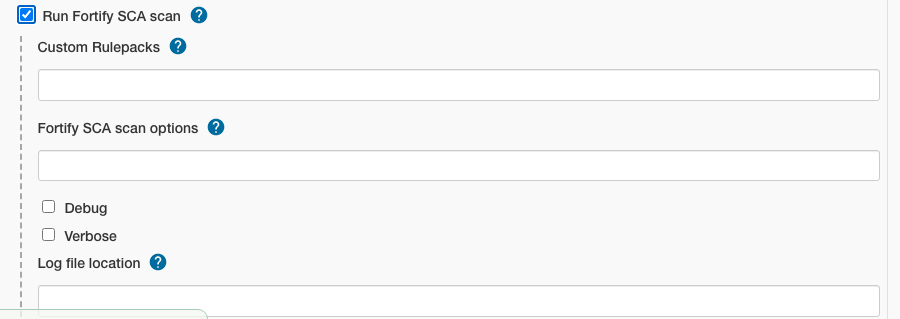 Run Fortify SCA scan ?
Custom Rulepacks ?
Fortify SCA scan options ?
Debug
Verbose
Log file location ?